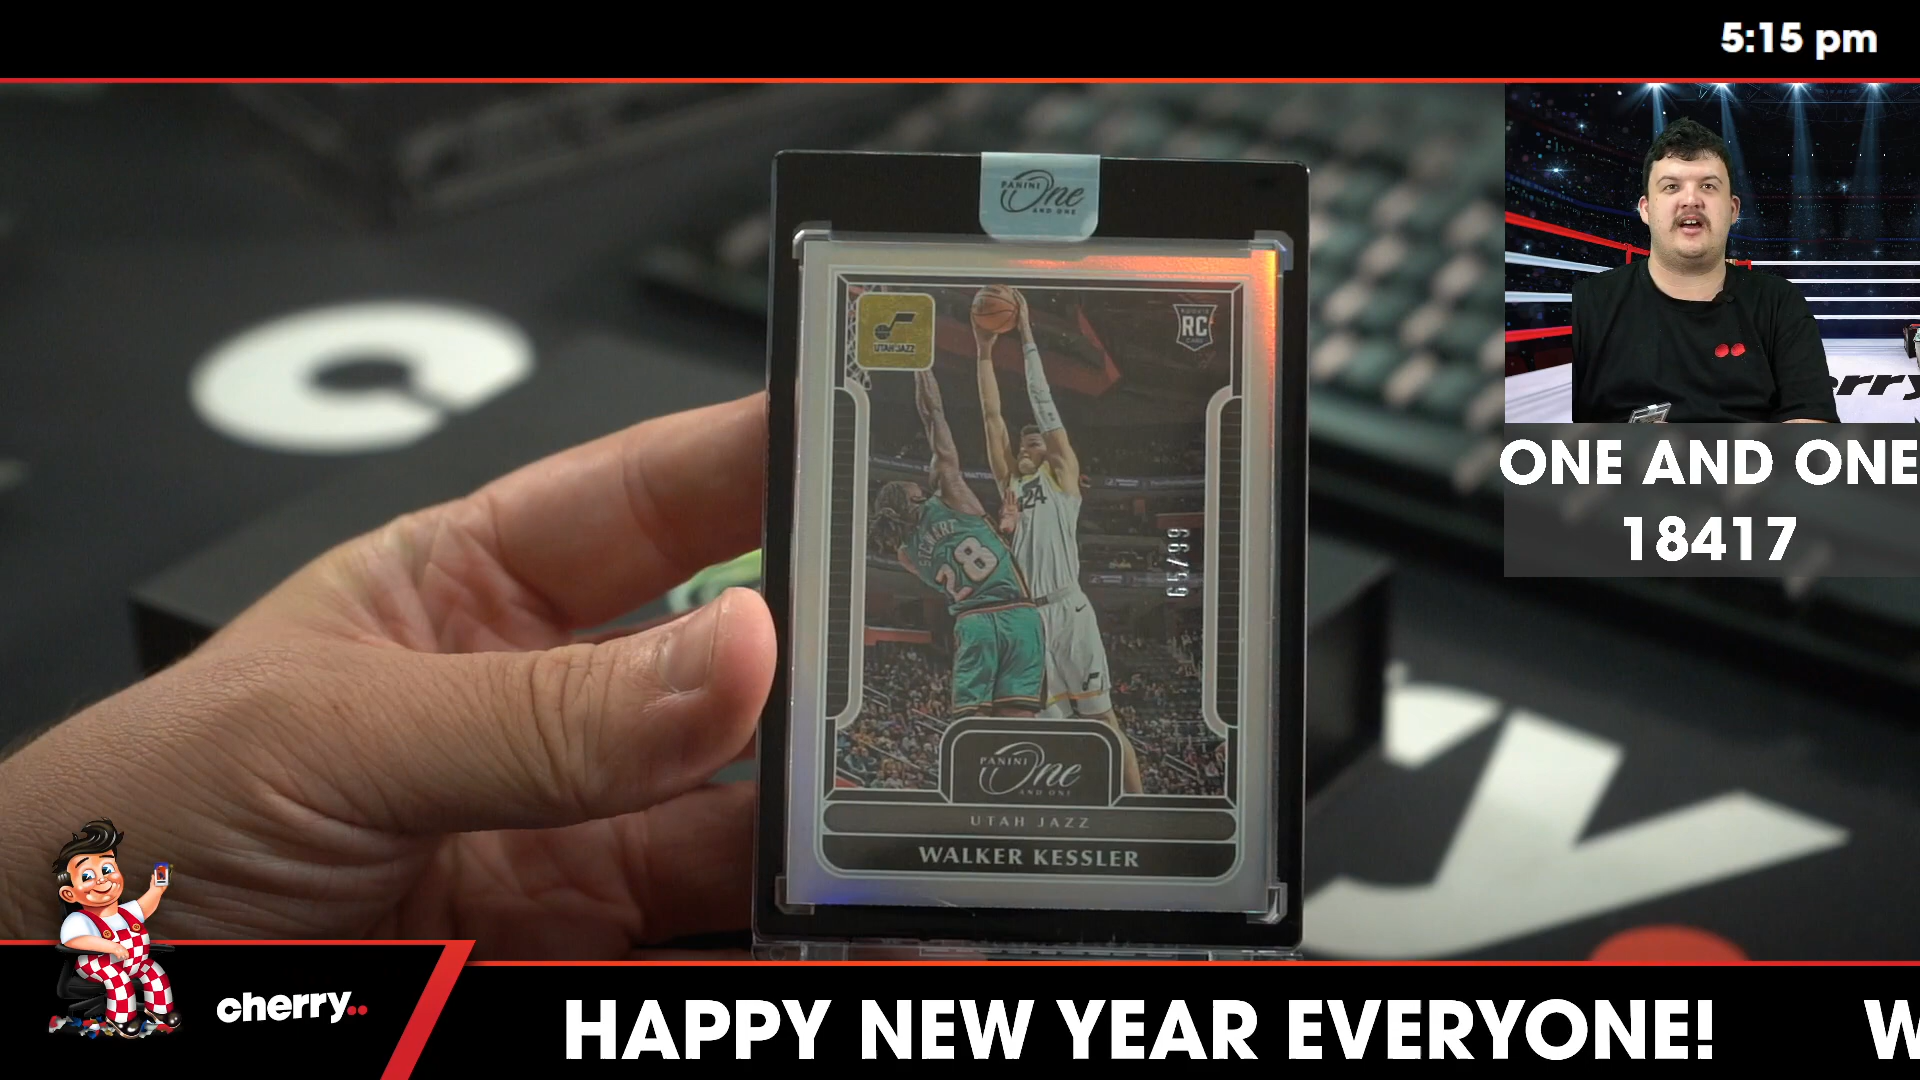 5:15 pm
PANINI
One
AND ONE
UTAH JAZZ
RC
24
STEWART
28
65/99
PANINI
One
AND ONE
UTAH JAZZ
WALKER KESSLER
ONE AND ONE
18417
cherry..
HAPPY NEW YEAR EVERYONE!
W